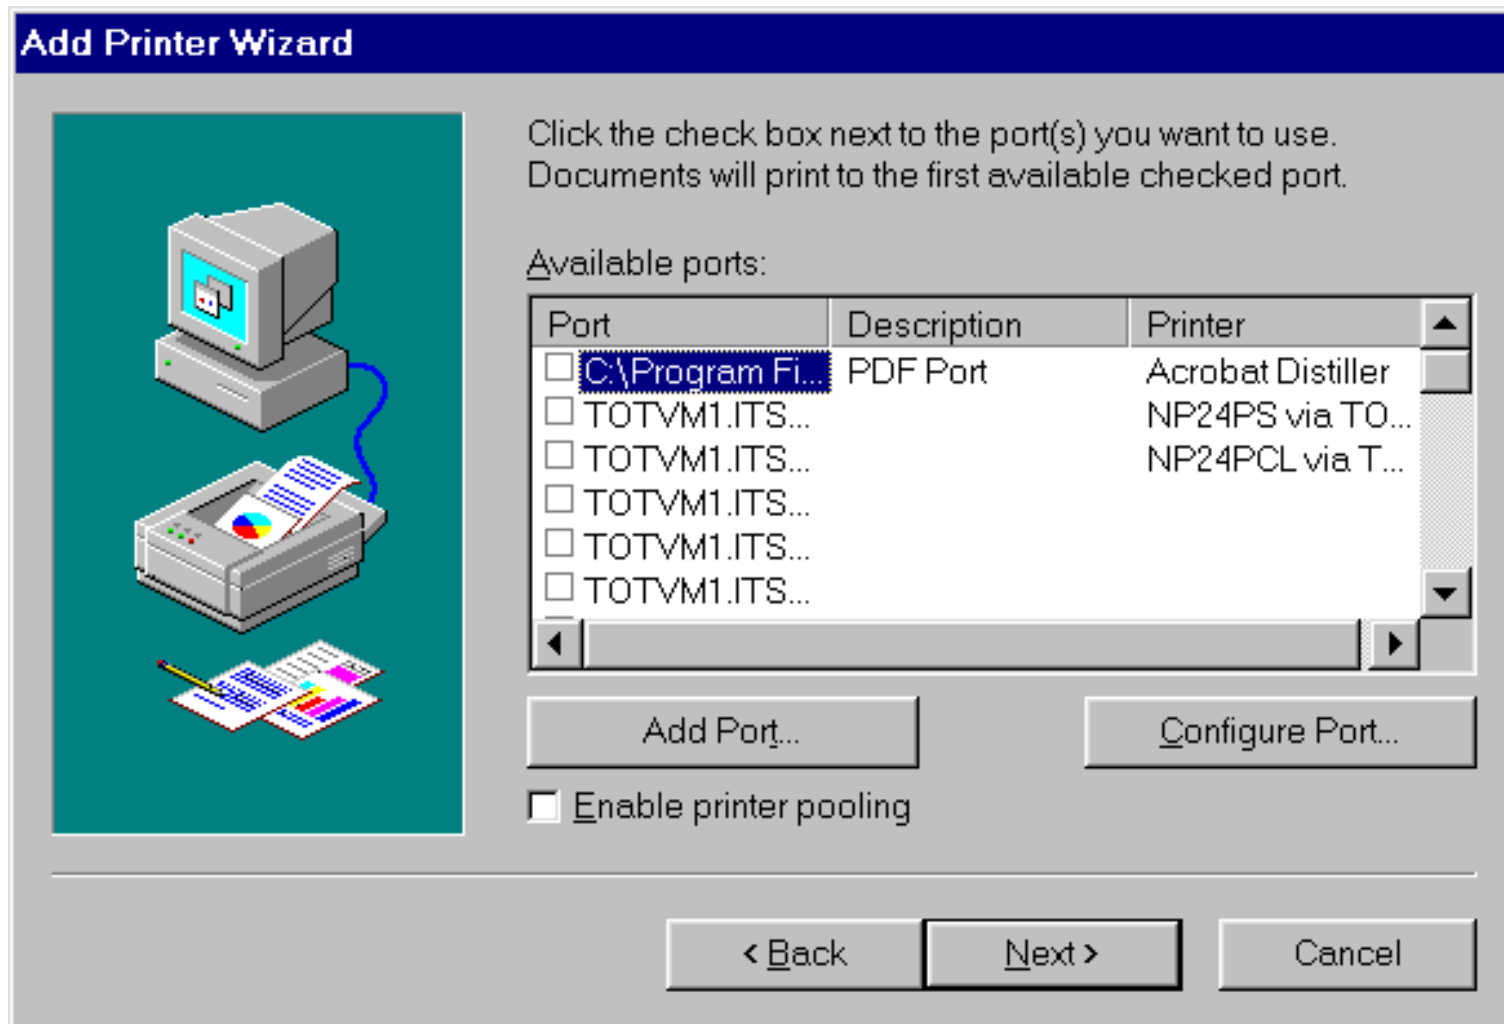 Add Printer Wizard
Click the check box next to the port(s) you want to use.
Documents will print to the first available checked port.
Available ports:
Port Description Printer
C:\Program Fi... PDF Port Acrobat Distiller
TOTVM1.ITS... NP24PS via TO...
TOTVM1.ITS... NP24PCL via T...
TOTVM1.ITS...
TOTVM1.ITS...
TOTVM1.ITS...
Add Port... Configure Port...
Enable printer pooling
< Back Next > Cancel